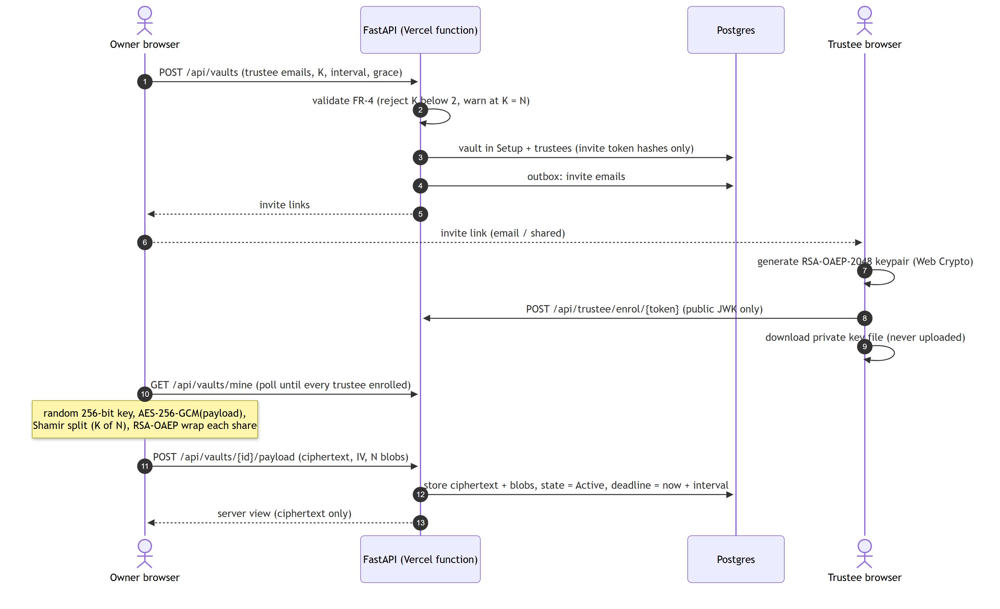 Owner browser
FastAPI (Vercel function)
Postgres
Trustee browser
POST /api/vaults (trustee emails, K, interval, grace)
1
validate FR-4 (reject K below 2, warn at K = N)
2
vault in Setup + trustees (invite token hashes only)
3
outbox: invite emails
4
invite links
5
invite link (email / shared)
6
generate RSA-OAEP-2048 keypair (Web Crypto)
7
POST /api/trustee/enrol/{token} (public JWK only)
8
download private key file (never uploaded)
9
GET /api/vaults/mine (poll until every trustee enrolled)
10
random 256-bit key, AES-256-GCM(payload),
Shamir split (K of N), RSA-OAEP wrap each share
POST /api/vaults/{id}/payload (ciphertext, IV, N blobs)
11
store ciphertext + blobs, state = Active, deadline = now + interval
12
server view (ciphertext only)
13
Owner browser
FastAPI (Vercel function)
Postgres
Trustee browser